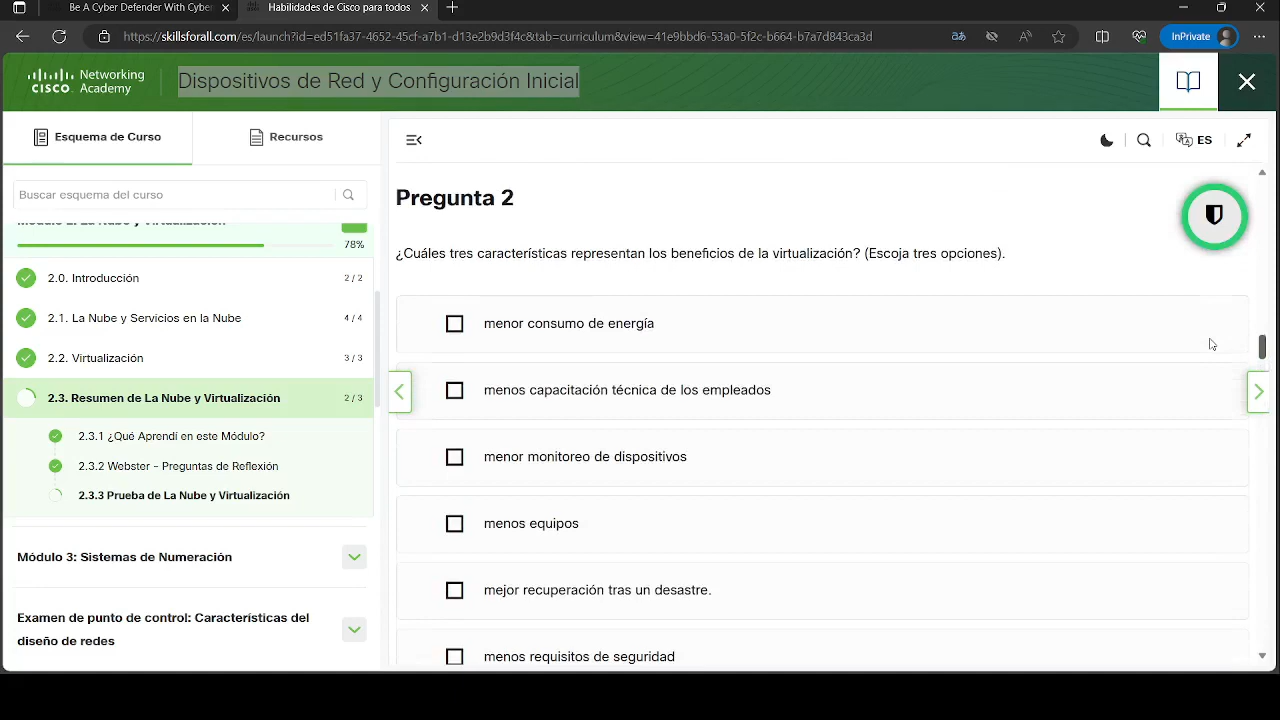 Be A Cyber Defender With Cyber
Habilidades de Cisco para todos
https://skillsforall.com/es/launch?id=ed51fa37-4652-45cf-a7b1-d13e2b9d3f4c&tab=curriculum&view=41e9bbd6-53a0-5f2c-b664-b7a7d843ca3d
InPrivate
CISCO Networking Academy
Dispositivos de Red y Configuración Inicial
Esquema de Curso
Recursos
Buscar esquema del curso
Módulo 2: La Nube y Virtualización
78%
2.0. Introducción 2 / 2
2.1. La Nube y Servicios en la Nube 4 / 4
2.2. Virtualización 3 / 3
2.3. Resumen de La Nube y Virtualización 2 / 3
2.3.1 ¿Qué Aprendí en este Módulo?
2.3.2 Webster - Preguntas de Reflexión
2.3.3 Prueba de La Nube y Virtualización
Módulo 3: Sistemas de Numeración
Examen de punto de control: Características del
diseño de redes
ES
Pregunta 2
¿Cuáles tres características representan los beneficios de la virtualización? (Escoja tres opciones).
menor consumo de energía
menos capacitación técnica de los empleados
menor monitoreo de dispositivos
menos equipos
mejor recuperación tras un desastre.
menos requisitos de seguridad